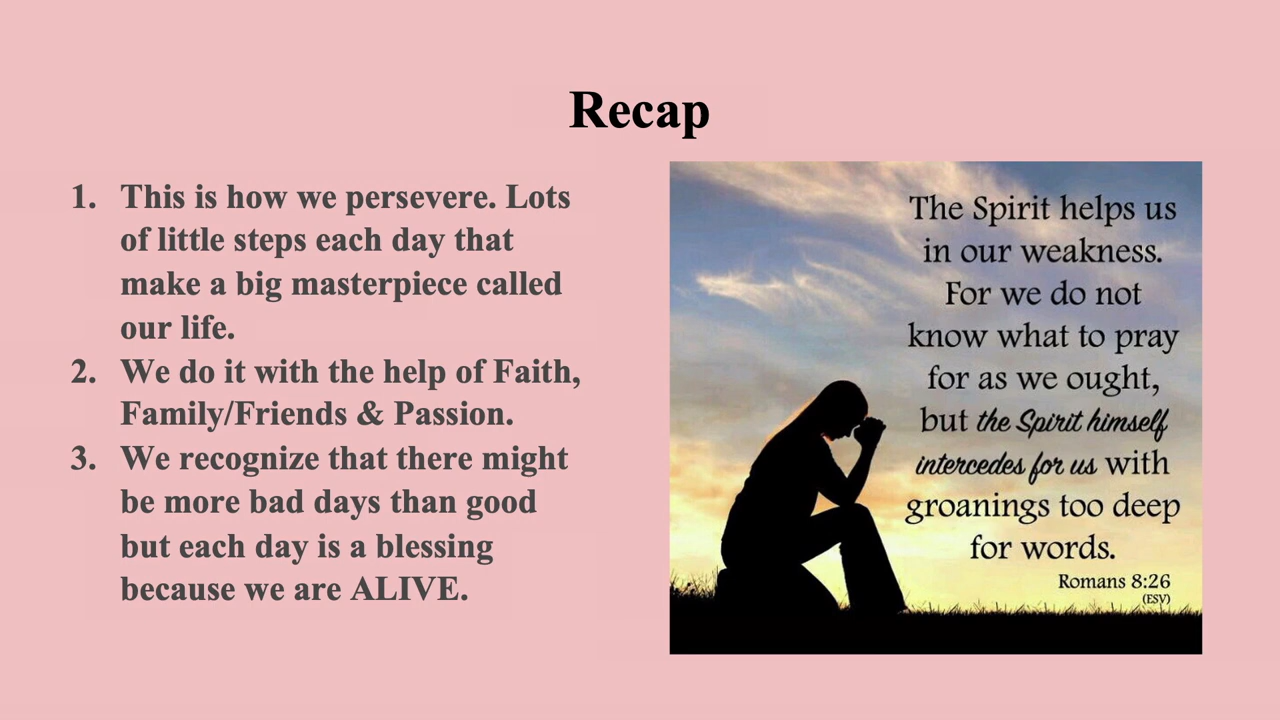 Recap
1. This is how we persevere. Lots
of little steps each day that
make a big masterpiece called
our life.
2. We do it with the help of Faith,
Family/Friends & Passion.
3. We recognize that there might
be more bad days than good
but each day is a blessing
because we are ALIVE.
The Spirit helps us
in our weakness.
For we do not
know what to pray
for as we ought,
but the Spirit himself
intercedes for us with
groanings too deep
for words.
Romans 8:26
(ESV)